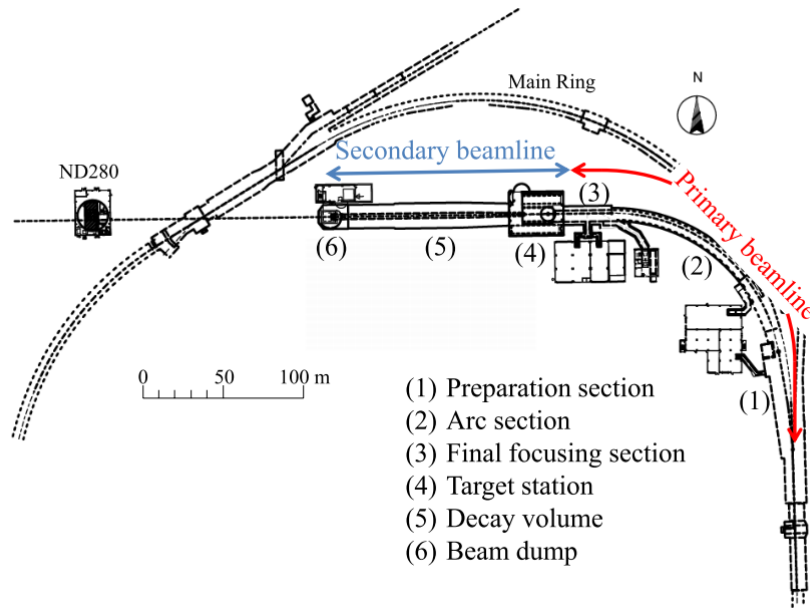 Main Ring
N
ND280
Secondary beamline
Primary beamline
(3)
(6)
(5)
(4)
(2)
(1)
0 50 100 m
(1) Preparation section
(2) Arc section
(3) Final focusing section
(4) Target station
(5) Decay volume
(6) Beam dump